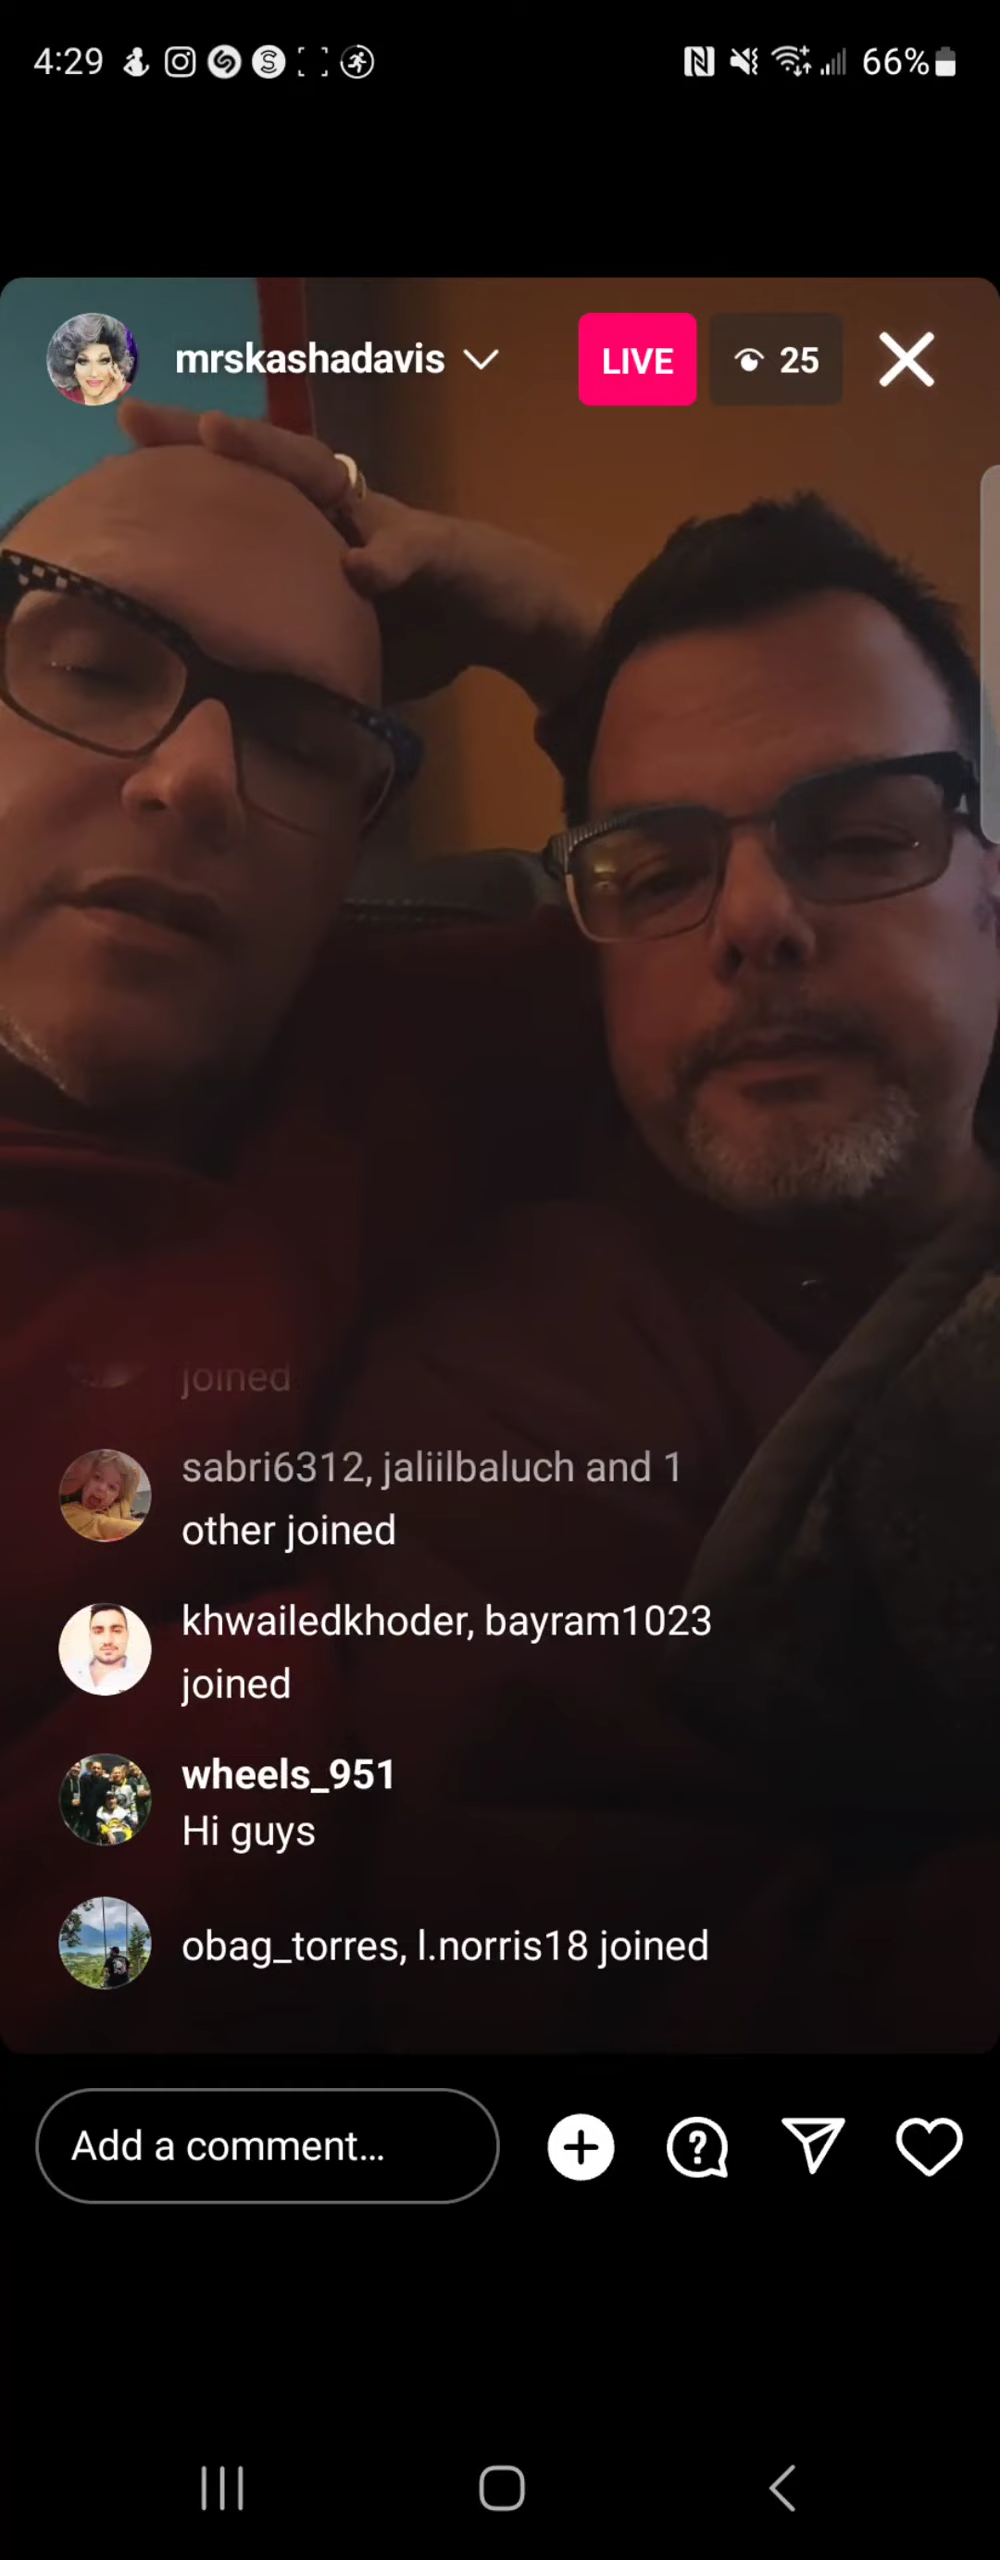 4:29
66%
mrskashadavis
LIVE
25
joined
sabri6312, jaliilbaluch and 1
other joined
khwailedkhoder, bayram1023
joined
wheels_951
Hi guys
obag_torres, l.norris18 joined
Add a comment...